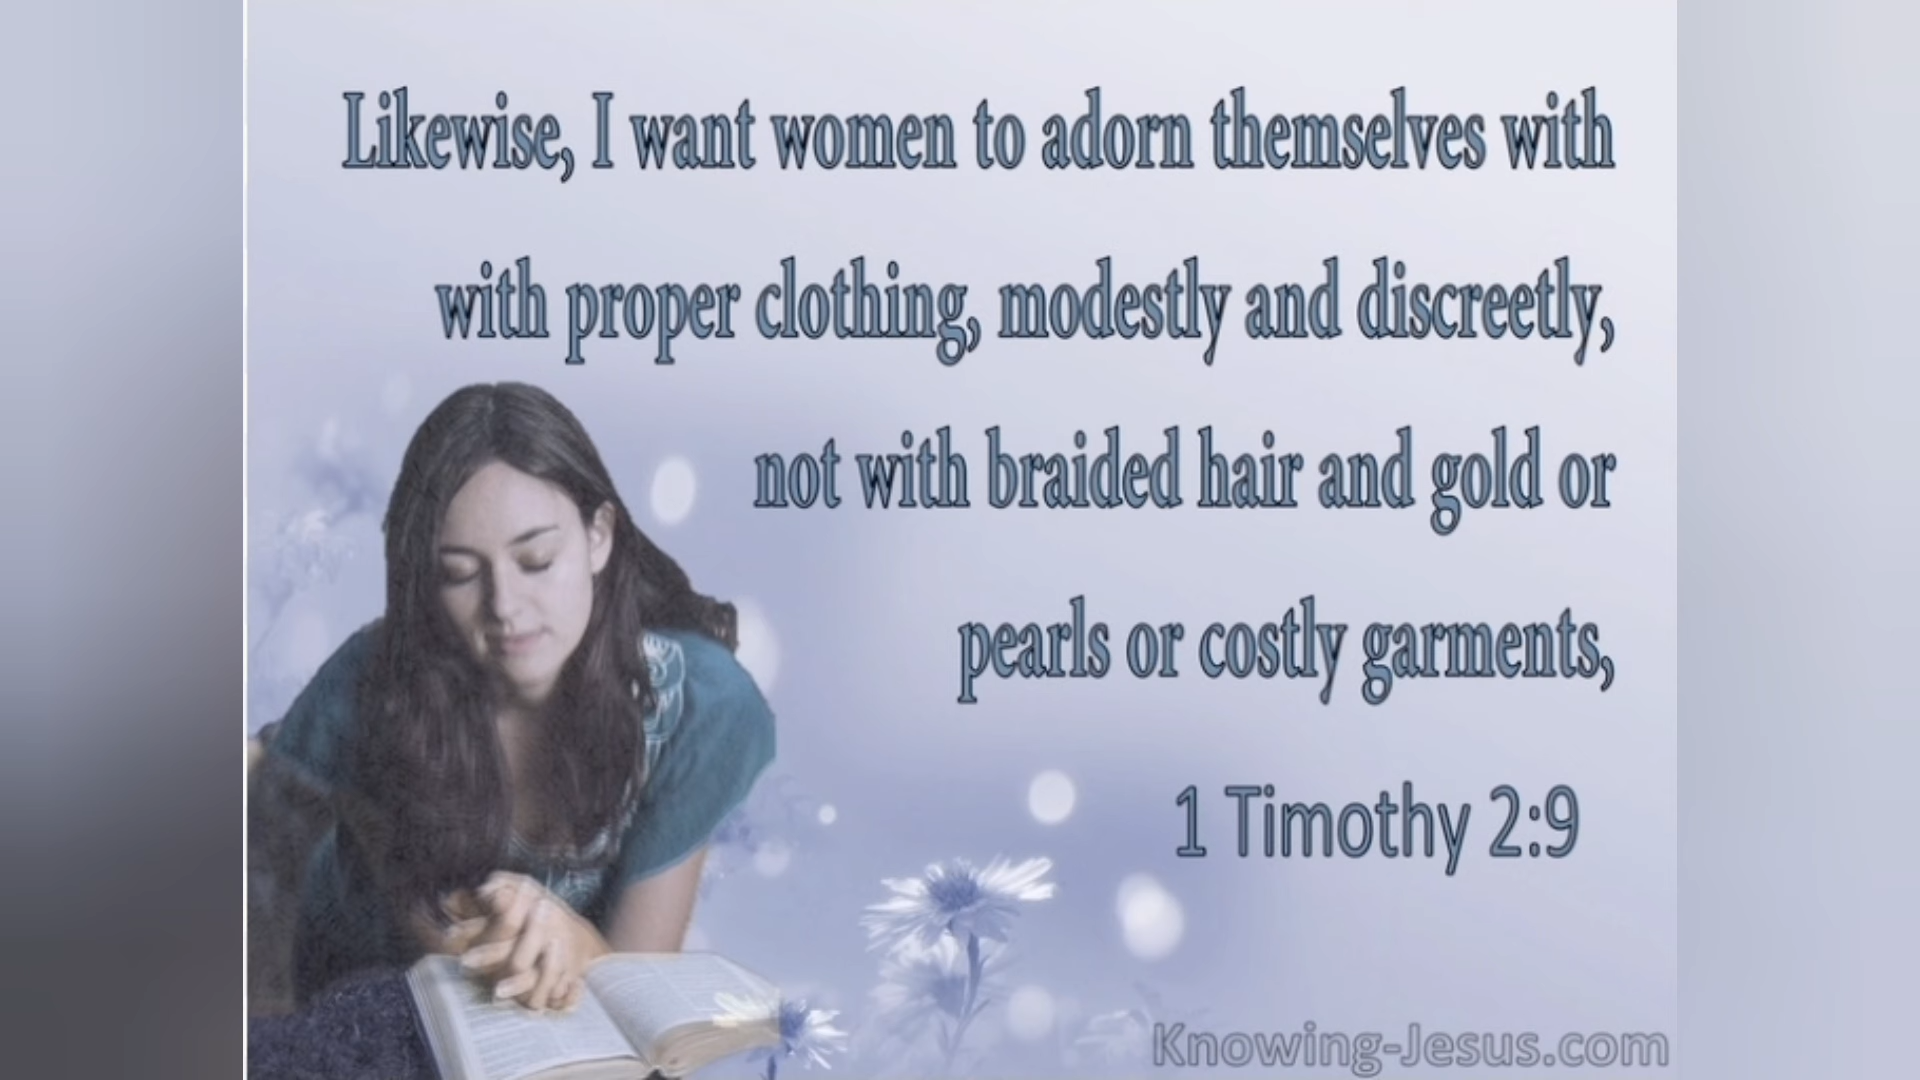 Likewise, I want women to adorn themselves with
with proper clothing, modestly and discreetly,
not with braided hair and gold or
pearls or costly garments,
1 Timothy 2:9
Knowing-Jesus.com